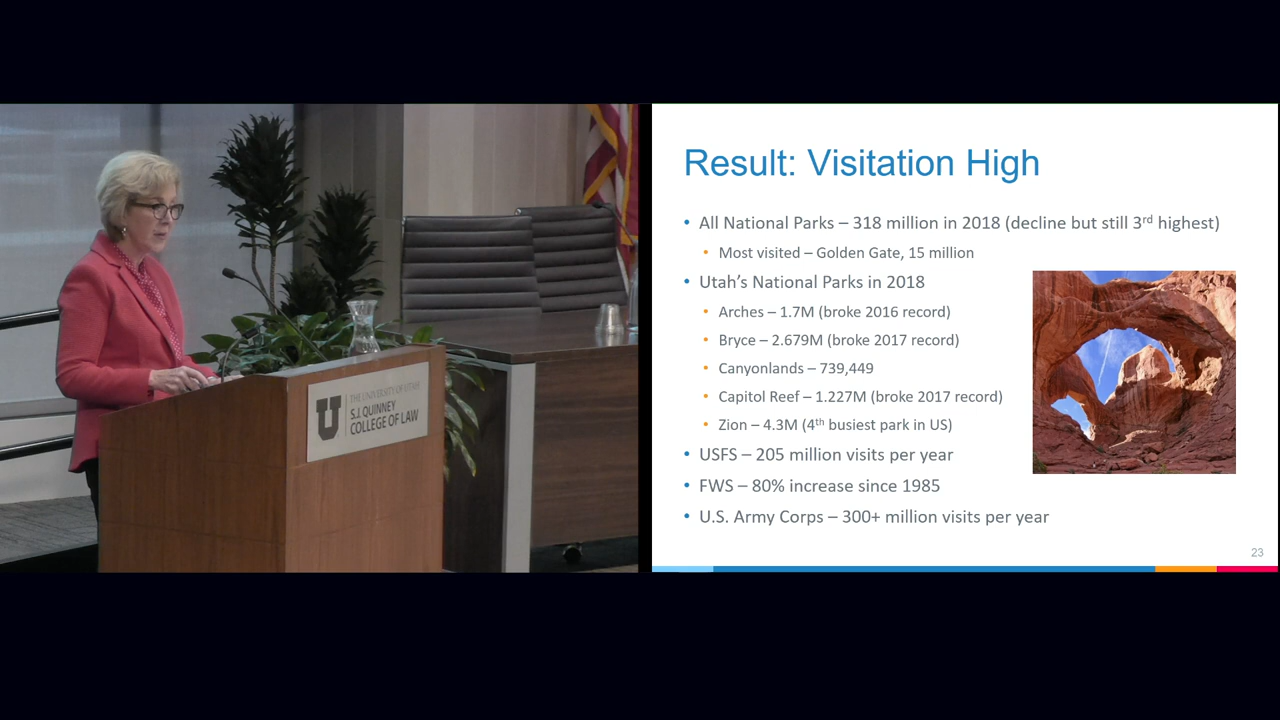 THE UNIVERSITY OF UTAH
S.J. QUINNEY
COLLEGE OF LAW
U
Result: Visitation High
• All National Parks – 318 million in 2018 (decline but still 3rd highest)
• Most visited – Golden Gate, 15 million
• Utah’s National Parks in 2018
• Arches – 1.7M (broke 2016 record)
• Bryce – 2.679M (broke 2017 record)
• Canyonlands – 739,449
• Capitol Reef – 1.227M (broke 2017 record)
• Zion – 4.3M (4th busiest park in US)
• USFS – 205 million visits per year
• FWS – 80% increase since 1985
• U.S. Army Corps – 300+ million visits per year
23